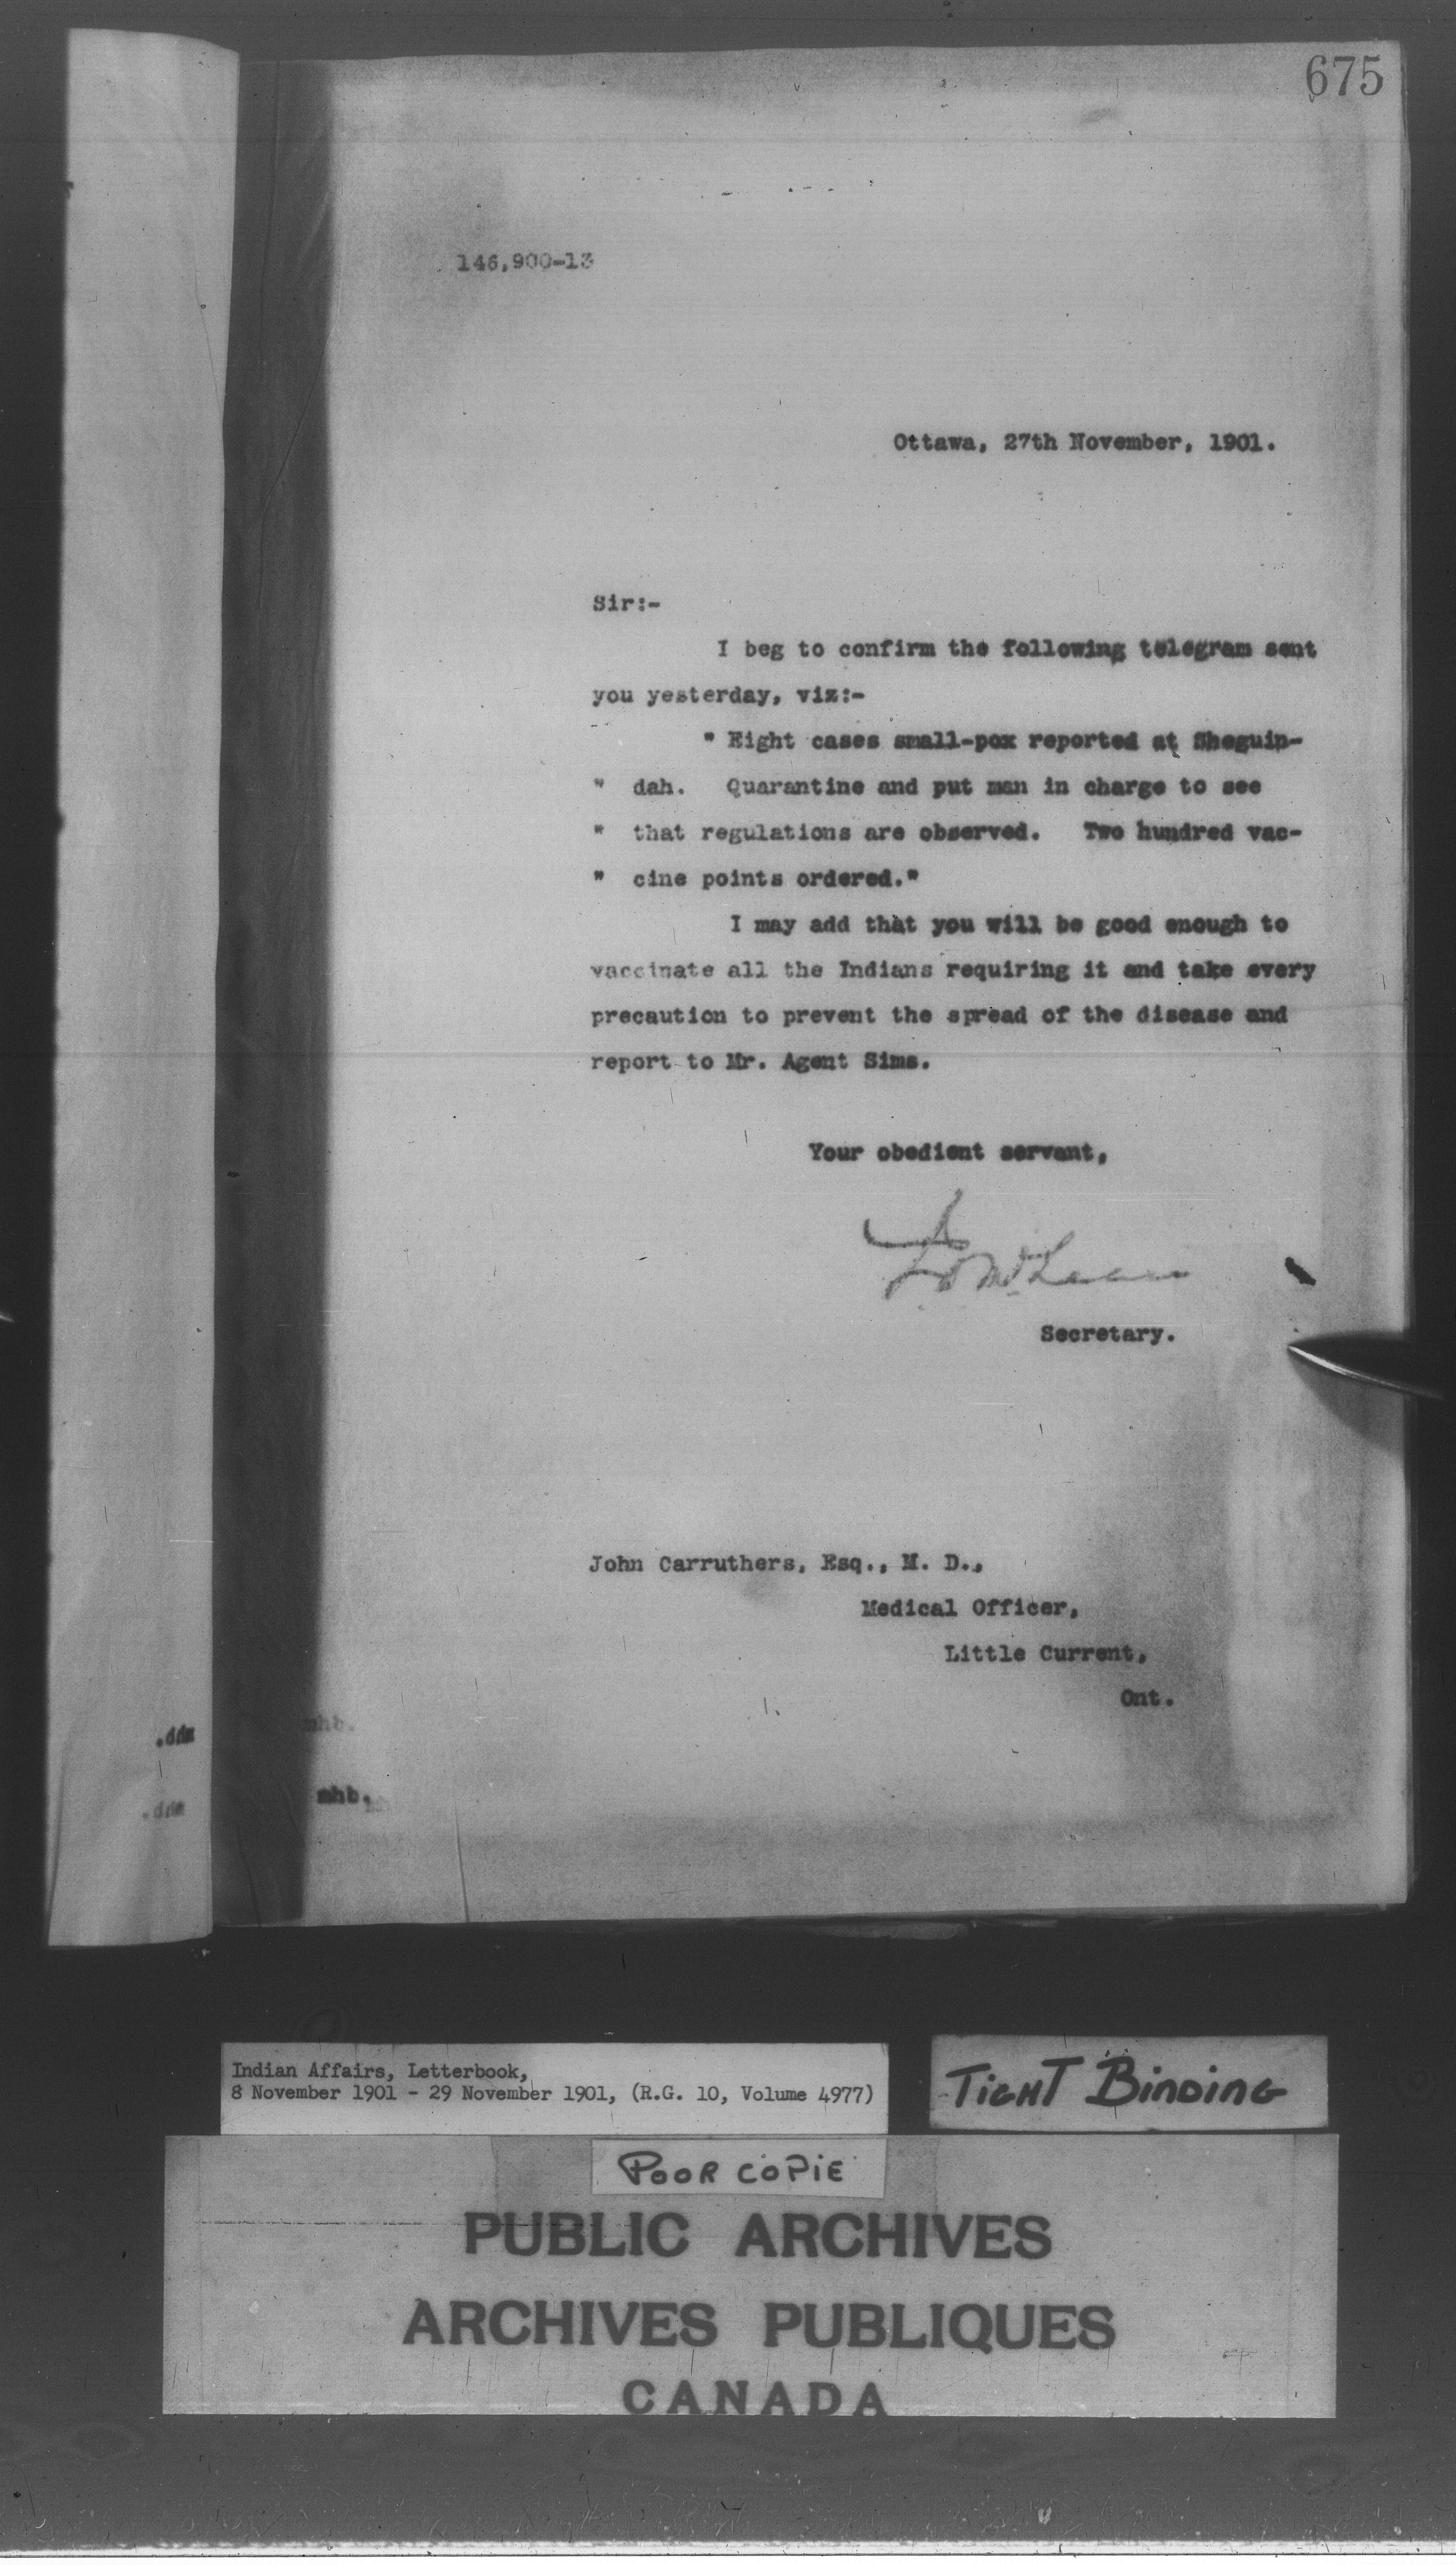 675
146,900-13
Ottawa, 27th November, 1901.
Sir:-
I beg to confirm the following telegram sent
you yesterday, viz:-
" Eight cases small-pox reported at Sheguin-
" dah. Quarantine and put man in charge to see
" that regulations are observed. Two hundred vac-
" cine points ordered."
I may add that you will be good enough to
vaccinate all the Indians requiring it and take every
precaution to prevent the spread of the disease and
report to Mr. Agent Sims.
Your obedient servant,
McLean
Secretary.
John Carruthers, Esq., M. D.,
Medical Officer,
Little Current,
Ont.
mhb.
mhb.
Indian Affairs, Letterbook,
8 November 1901 - 29 November 1901, (R.G. 10, Volume 4977)
TIGHT BINDING
POOR COPIE
PUBLIC ARCHIVES
ARCHIVES PUBLIQUES
CANADA